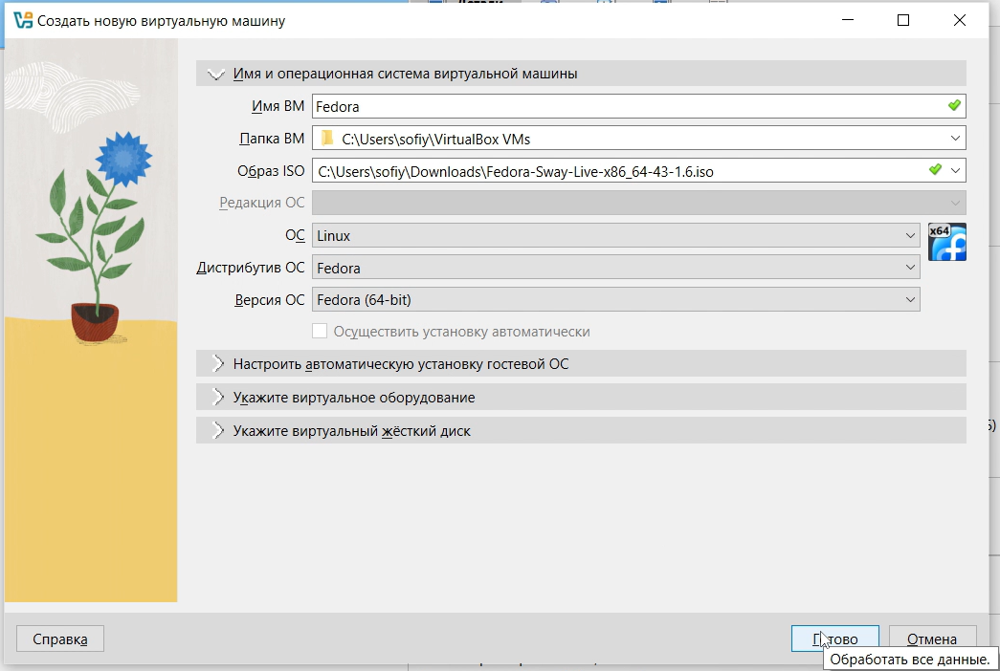 Создать новую виртуальную машину
Имя и операционная система виртуальной машины
Имя ВМ Fedora
Папка ВМ C:\Users\sofiy\VirtualBox VMs
Образ ISO C:\Users\sofiy\Downloads\Fedora-Sway-Live-x86_64-43-1.6.iso
Редакция ОС
ОС Linux x64
Дистрибутив ОС Fedora
Версия ОС Fedora (64-bit)
Осуществить установку автоматически
Настроить автоматическую установку гостевой ОС
Укажите виртуальное оборудование
Укажите виртуальный жёсткий диск
Справка Готово Отмена
Обработать все данные.